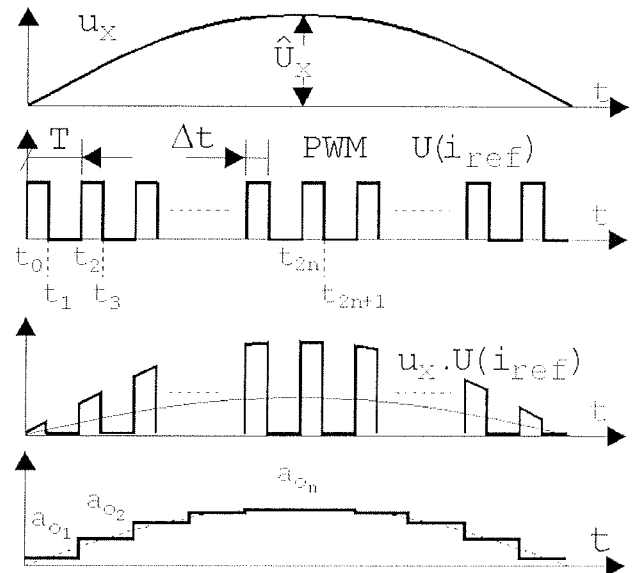 u_x
Û_x
t
T
Δt
PWM
U(i_ref)
t
t_0
t_1
t_2
t_3
t_2n
t_2n+1
u_x.U(i_ref)
t
a_o1
a_o2
a_on
t